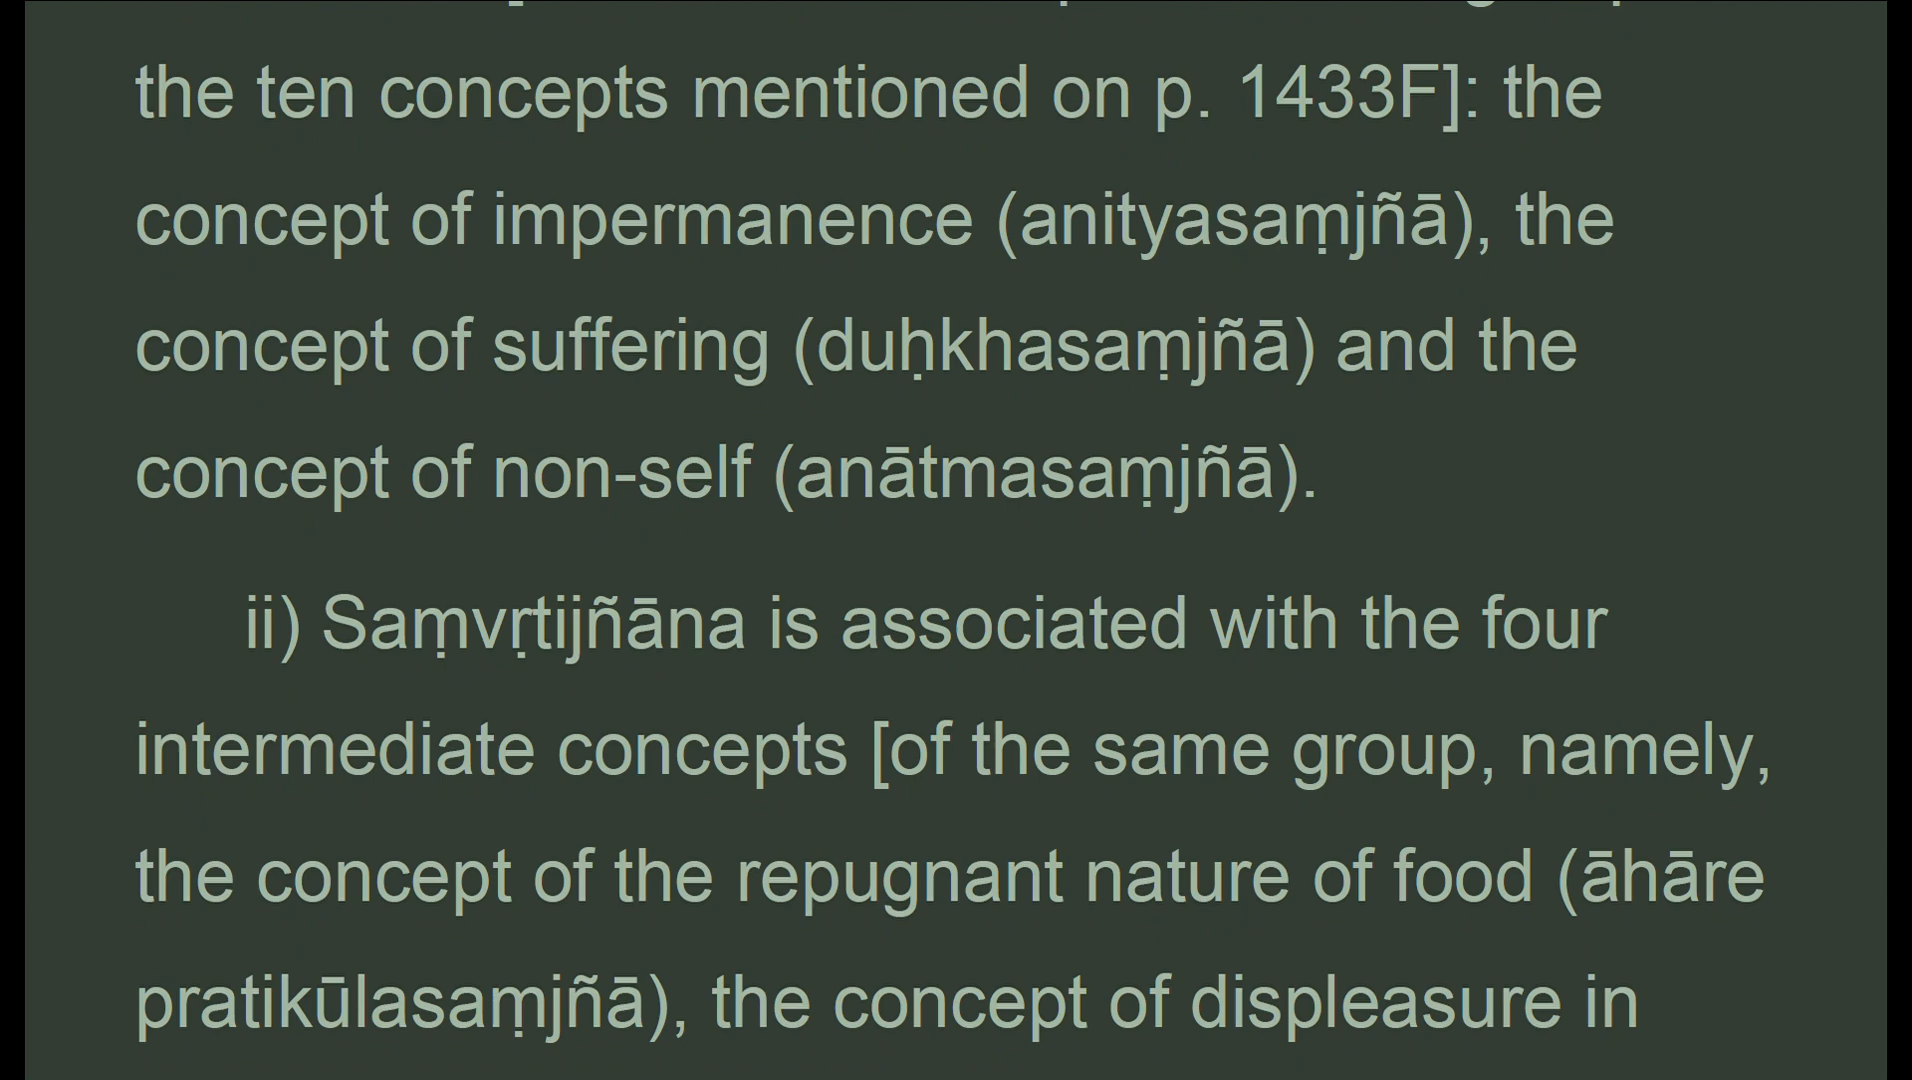 the ten concepts mentioned on p. 1433F]: the
concept of impermanence (anityasaṃjñā), the
concept of suffering (duḥkhasaṃjñā) and the
concept of non-self (anātmasaṃjñā).
ii) Saṃvṛtijñāna is associated with the four
intermediate concepts [of the same group, namely,
the concept of the repugnant nature of food (āhāre
pratikūlasaṃjñā), the concept of displeasure in